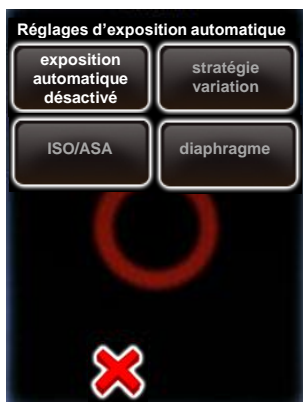 Réglages d'exposition automatique
exposition
automatique
désactivé
stratégie
variation
ISO/ASA
diaphragme